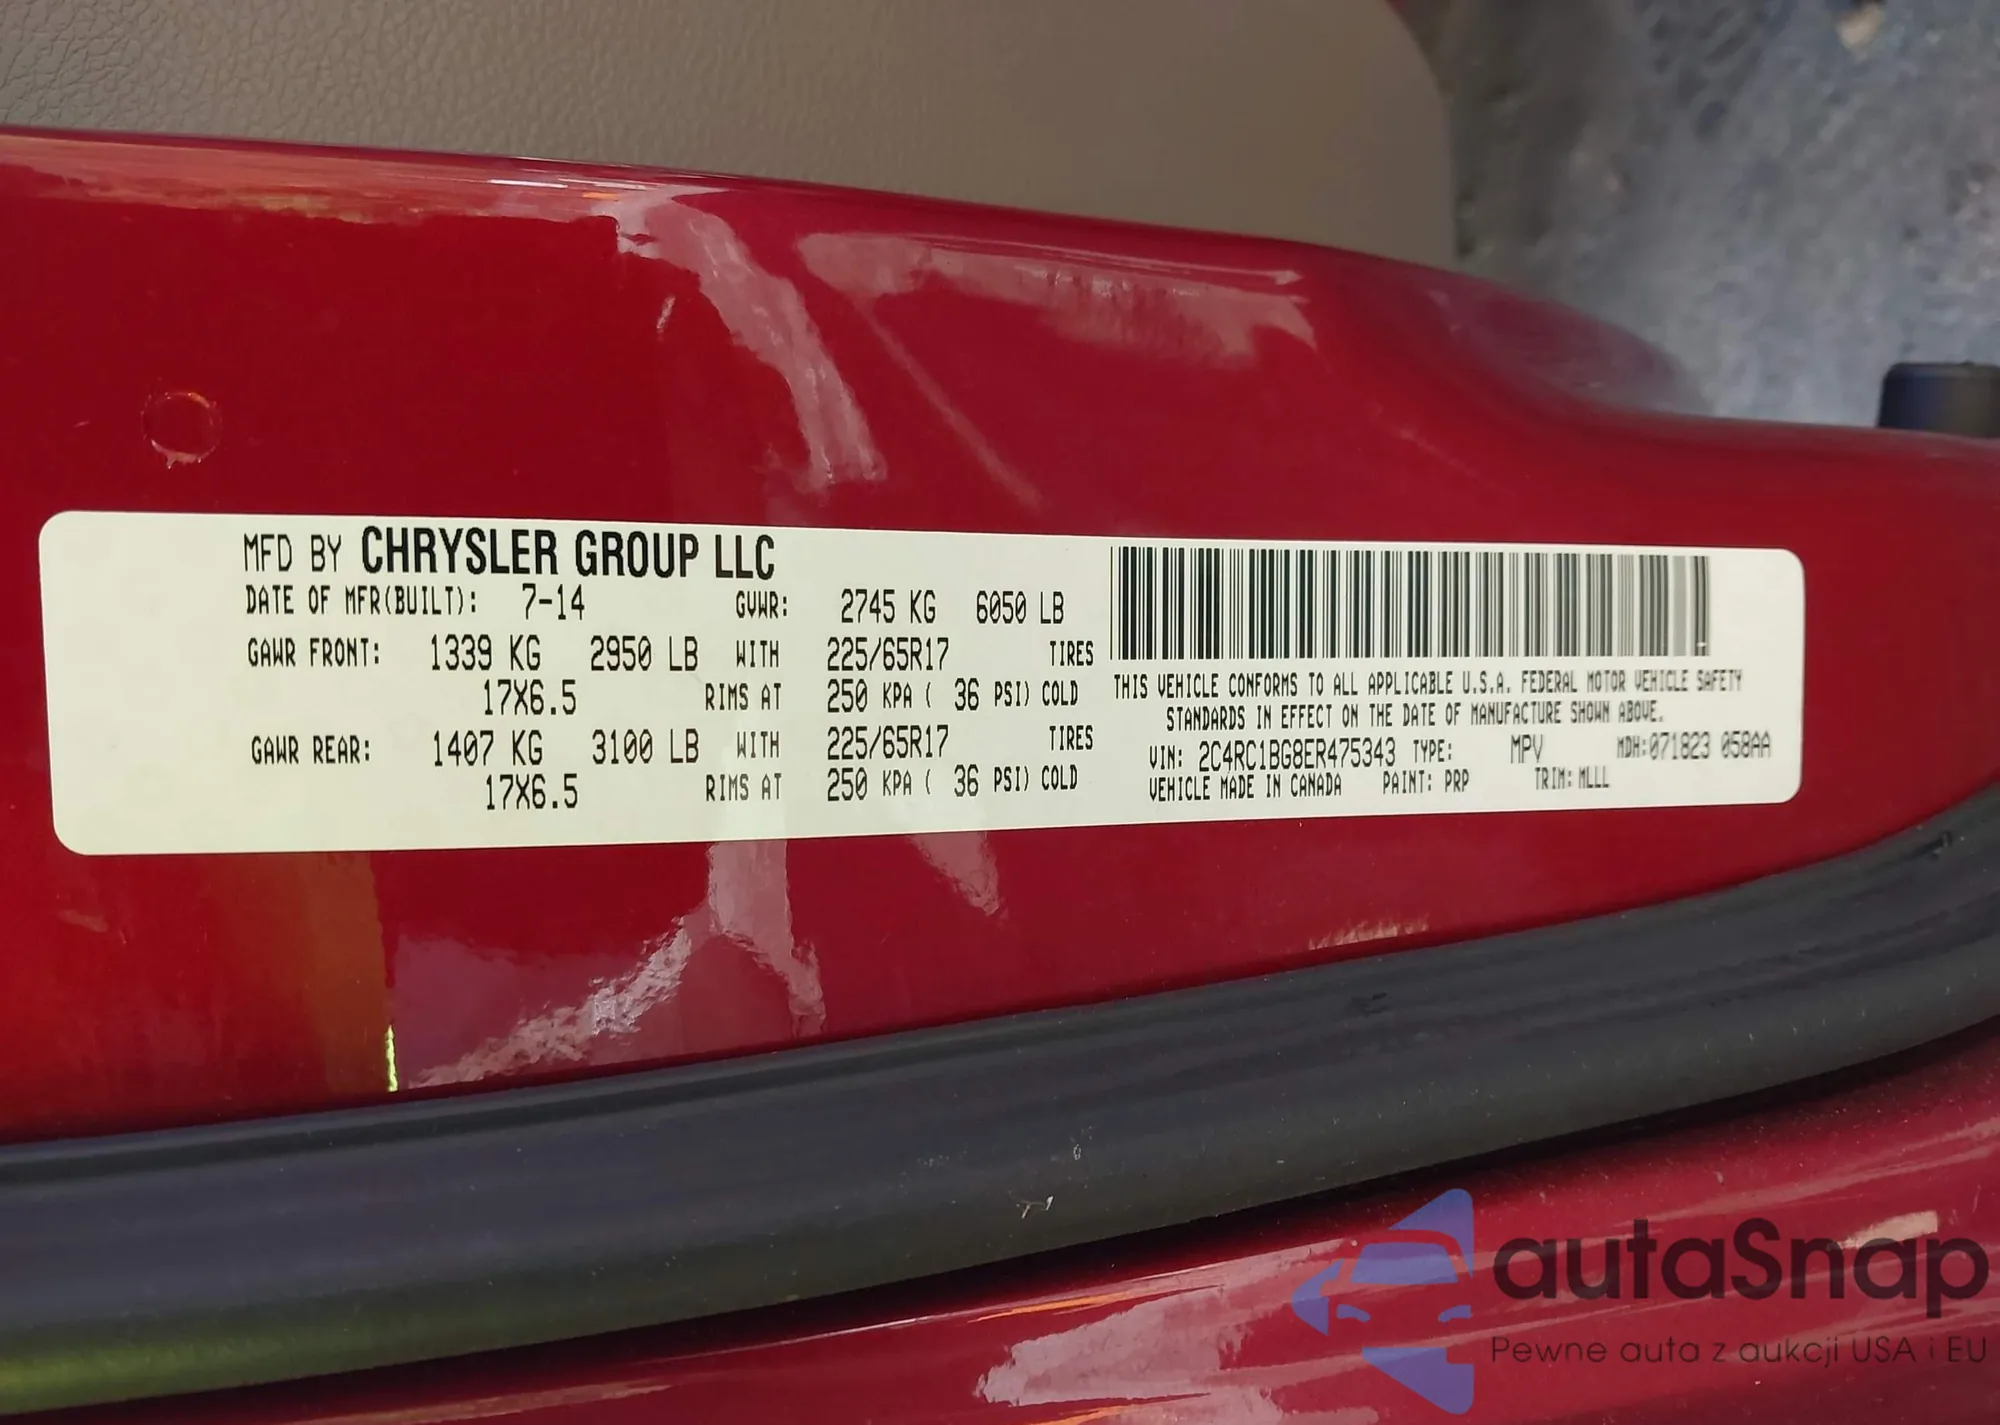 MFD BY CHRYSLER GROUP LLC
DATE OF MFR(BUILT): 7-14 GVWR: 2745 KG 6050 LB
GAWR FRONT: 1339 KG 2950 LB WITH 225/65R17 TIRES
17X6.5 RIMS AT 250 KPA ( 36 PSI) COLD
GAWR REAR: 1407 KG 3100 LB WITH 225/65R17 TIRES
17X6.5 RIMS AT 250 KPA ( 36 PSI) COLD
THIS VEHICLE CONFORMS TO ALL APPLICABLE U.S.A. FEDERAL MOTOR VEHICLE SAFETY
STANDARDS IN EFFECT ON THE DATE OF MANUFACTURE SHOWN ABOVE.
VIN: 2C4RC1BG8ER475343 TYPE: MPV MDH:071823 058AA
VEHICLE MADE IN CANADA PAINT: PRP TRIM: MLLL
autaSnap
Pewne auta z aukcji USA i EU